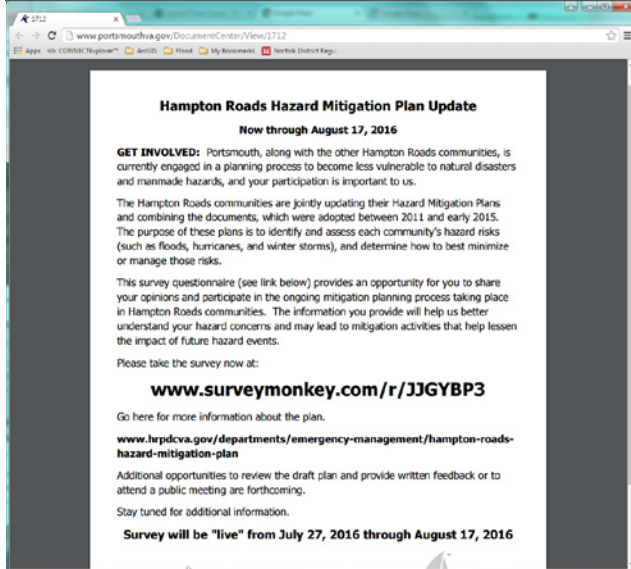 1712
www.portsmouthva.gov/DocumentCenter/View/1712
Apps CONNECTExplorer™ ArcGIS Flood My Bookmarks Norfolk District Regu
Hampton Roads Hazard Mitigation Plan Update
Now through August 17, 2016
GET INVOLVED: Portsmouth, along with the other Hampton Roads communities, is
currently engaged in a planning process to become less vulnerable to natural disasters
and manmade hazards, and your participation is important to us.
The Hampton Roads communities are jointly updating their Hazard Mitigation Plans
and combining the documents, which were adopted between 2011 and early 2015.
The purpose of these plans is to identify and assess each community's hazard risks
(such as floods, hurricanes, and winter storms), and determine how to best minimize
or manage those risks.
This survey questionnaire (see link below) provides an opportunity for you to share
your opinions and participate in the ongoing mitigation planning process taking place
in Hampton Roads communities. The information you provide will help us better
understand your hazard concerns and may lead to mitigation activities that help lessen
the impact of future hazard events.
Please take the survey now at:
www.surveymonkey.com/r/JJGYBP3
Go here for more information about the plan.
www.hrpdcva.gov/departments/emergency-management/hampton-roads-
hazard-mitigation-plan
Additional opportunities to review the draft plan and provide written feedback or to
attend a public meeting are forthcoming.
Stay tuned for additional information.
Survey will be "live" from July 27, 2016 through August 17, 2016